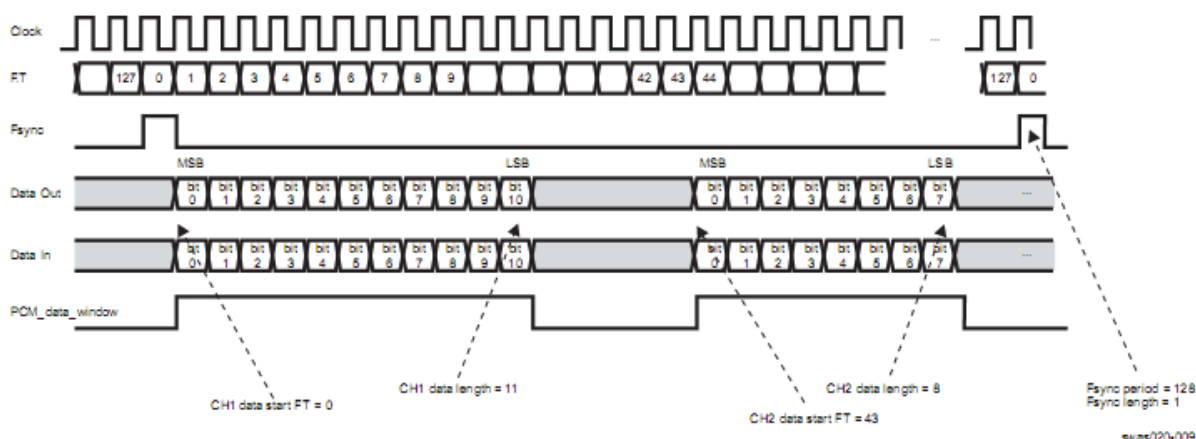 Clock
...
FT
127 0 1 2 3 4 5 6 7 8 9 42 43 44 127 0
Fsync
MSB LSB MSB LSB
Data Out
bit 0 bit 1 bit 2 bit 3 bit 4 bit 5 bit 6 bit 7 bit 8 bit 9 bit 10 bit 0 bit 1 bit 2 bit 3 bit 4 bit 5 bit 6 bit 7 ...
Data In
bit 0 bit 1 bit 2 bit 3 bit 4 bit 5 bit 6 bit 7 bit 8 bit 9 bit 10 bit 0 bit 1 bit 2 bit 3 bit 4 bit 5 bit 6 bit 7 ...
PCM_data_window
CH1 data length = 11
CH2 data length = 8
Fsync period = 128
Fsync length = 1
CH1 data start FT = 0
CH2 data start FT = 43
swas020-009